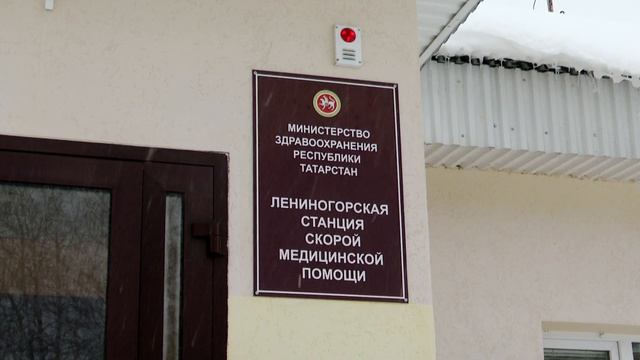 МИНИСТЕРСТВО
ЗДРАВООХРАНЕНИЯ
РЕСПУБЛИКИ
ТАТАРСТАН
ЛЕНИНОГОРСКАЯ
СТАНЦИЯ
СКОРОЙ
МЕДИЦИНСКОЙ
ПОМОЩИ